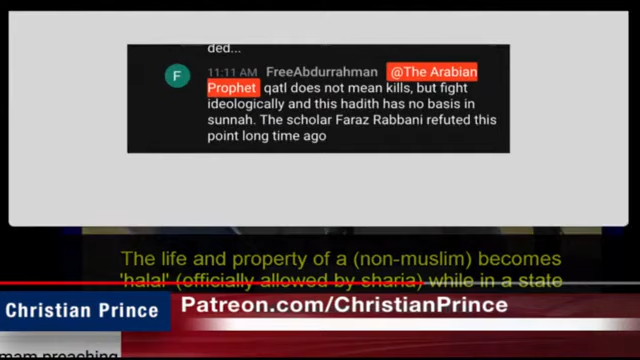 ded...
F
11:11 AM FreeAbdurrahman @The Arabian
Prophet qatl does not mean kills, but fight
ideologically and this hadith has no basis in
sunnah. The scholar Faraz Rabbani refuted this
point long time ago
The life and property of a (non-muslim) becomes
'halal' (officially allowed by sharia) while in a state
Christian Prince
Patreon.com/ChristianPrince
mam preaching